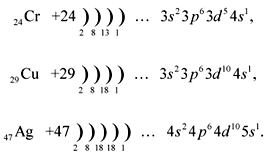 ₂₄Cr +24 ) ) ) ) ... 3s²3p⁶3d⁵4s¹,
2 8 13 1
₂₉Cu +29 ) ) ) ) ... 3s²3p⁶3d¹⁰4s¹,
2 8 18 1
₄₇Ag +47 ) ) ) ) ) ... 4s²4p⁶4d¹⁰5s¹.
2 8 18 18 1